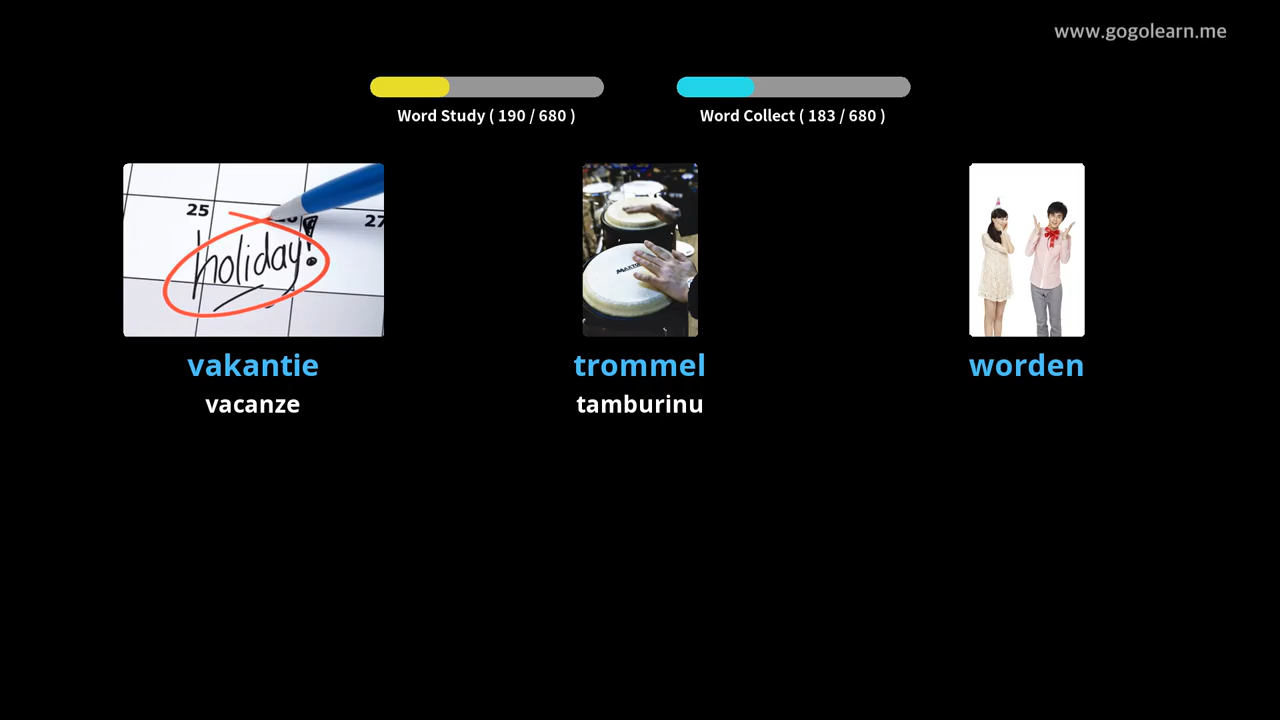 www.gogolearn.me
Word Study ( 190 / 680 )
Word Collect ( 183 / 680 )
25
27
holiday!
vakantie
trommel
worden
vacanze
tamburinu